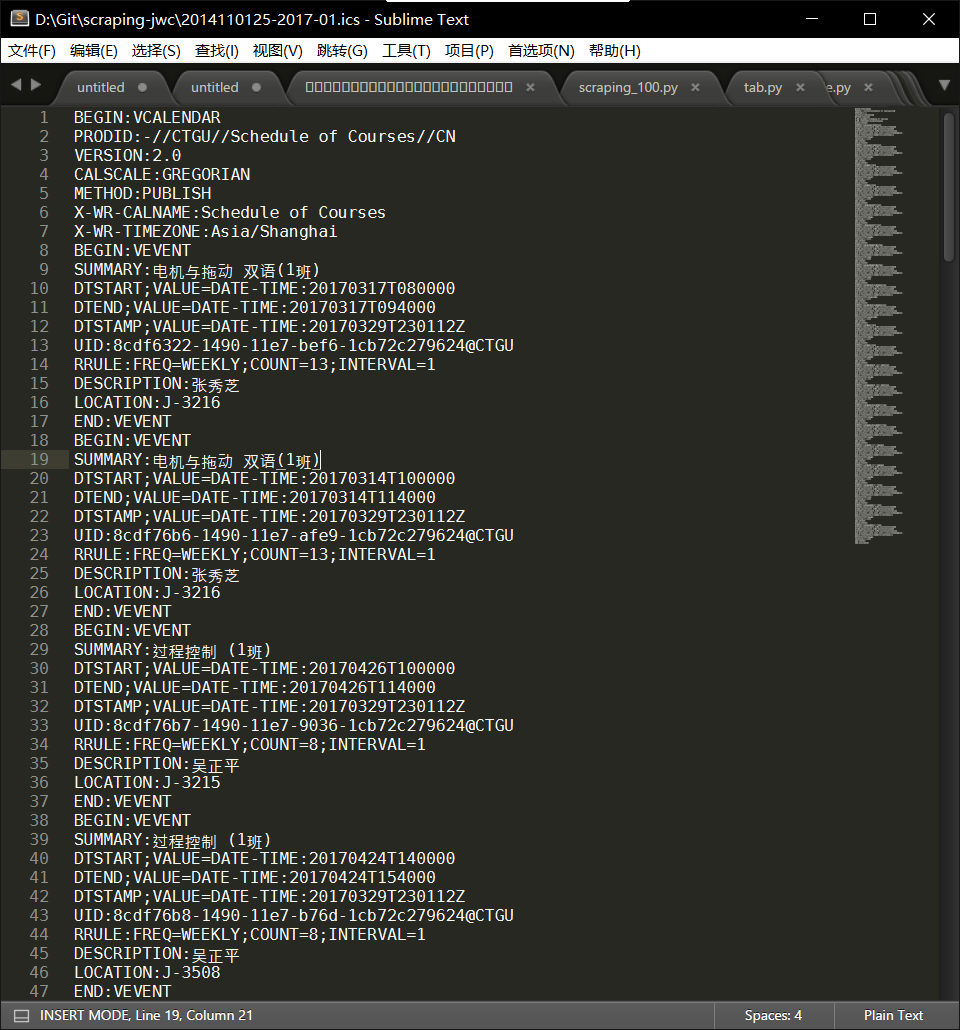 D:\Git\scraping-jwc\2014110125-2017-01.ics - Sublime Text
文件(F) 编辑(E) 选择(S) 查找(I) 视图(V) 跳转(G) 工具(T) 项目(P) 首选项(N) 帮助(H)
untitled untitled scraping_100.py tab.py e.py
1 BEGIN:VCALENDAR
2 PRODID:-//CTGU//Schedule of Courses//CN
3 VERSION:2.0
4 CALSCALE:GREGORIAN
5 METHOD:PUBLISH
6 X-WR-CALNAME:Schedule of Courses
7 X-WR-TIMEZONE:Asia/Shanghai
8 BEGIN:VEVENT
9 SUMMARY:电机与拖动 双语(1班)
10 DTSTART;VALUE=DATE-TIME:20170317T080000
11 DTEND;VALUE=DATE-TIME:20170317T094000
12 DTSTAMP;VALUE=DATE-TIME:20170329T230112Z
13 UID:8cdf6322-1490-11e7-bef6-1cb72c279624@CTGU
14 RRULE:FREQ=WEEKLY;COUNT=13;INTERVAL=1
15 DESCRIPTION:张秀芝
16 LOCATION:J-3216
17 END:VEVENT
18 BEGIN:VEVENT
19 SUMMARY:电机与拖动 双语(1班)
20 DTSTART;VALUE=DATE-TIME:20170314T100000
21 DTEND;VALUE=DATE-TIME:20170314T114000
22 DTSTAMP;VALUE=DATE-TIME:20170329T230112Z
23 UID:8cdf76b6-1490-11e7-afe9-1cb72c279624@CTGU
24 RRULE:FREQ=WEEKLY;COUNT=13;INTERVAL=1
25 DESCRIPTION:张秀芝
26 LOCATION:J-3216
27 END:VEVENT
28 BEGIN:VEVENT
29 SUMMARY:过程控制 (1班)
30 DTSTART;VALUE=DATE-TIME:20170426T100000
31 DTEND;VALUE=DATE-TIME:20170426T114000
32 DTSTAMP;VALUE=DATE-TIME:20170329T230112Z
33 UID:8cdf76b7-1490-11e7-9036-1cb72c279624@CTGU
34 RRULE:FREQ=WEEKLY;COUNT=8;INTERVAL=1
35 DESCRIPTION:吴正平
36 LOCATION:J-3215
37 END:VEVENT
38 BEGIN:VEVENT
39 SUMMARY:过程控制 (1班)
40 DTSTART;VALUE=DATE-TIME:20170424T140000
41 DTEND;VALUE=DATE-TIME:20170424T154000
42 DTSTAMP;VALUE=DATE-TIME:20170329T230112Z
43 UID:8cdf76b8-1490-11e7-b76d-1cb72c279624@CTGU
44 RRULE:FREQ=WEEKLY;COUNT=8;INTERVAL=1
45 DESCRIPTION:吴正平
46 LOCATION:J-3508
47 END:VEVENT
INSERT MODE, Line 19, Column 21 Spaces: 4 Plain Text